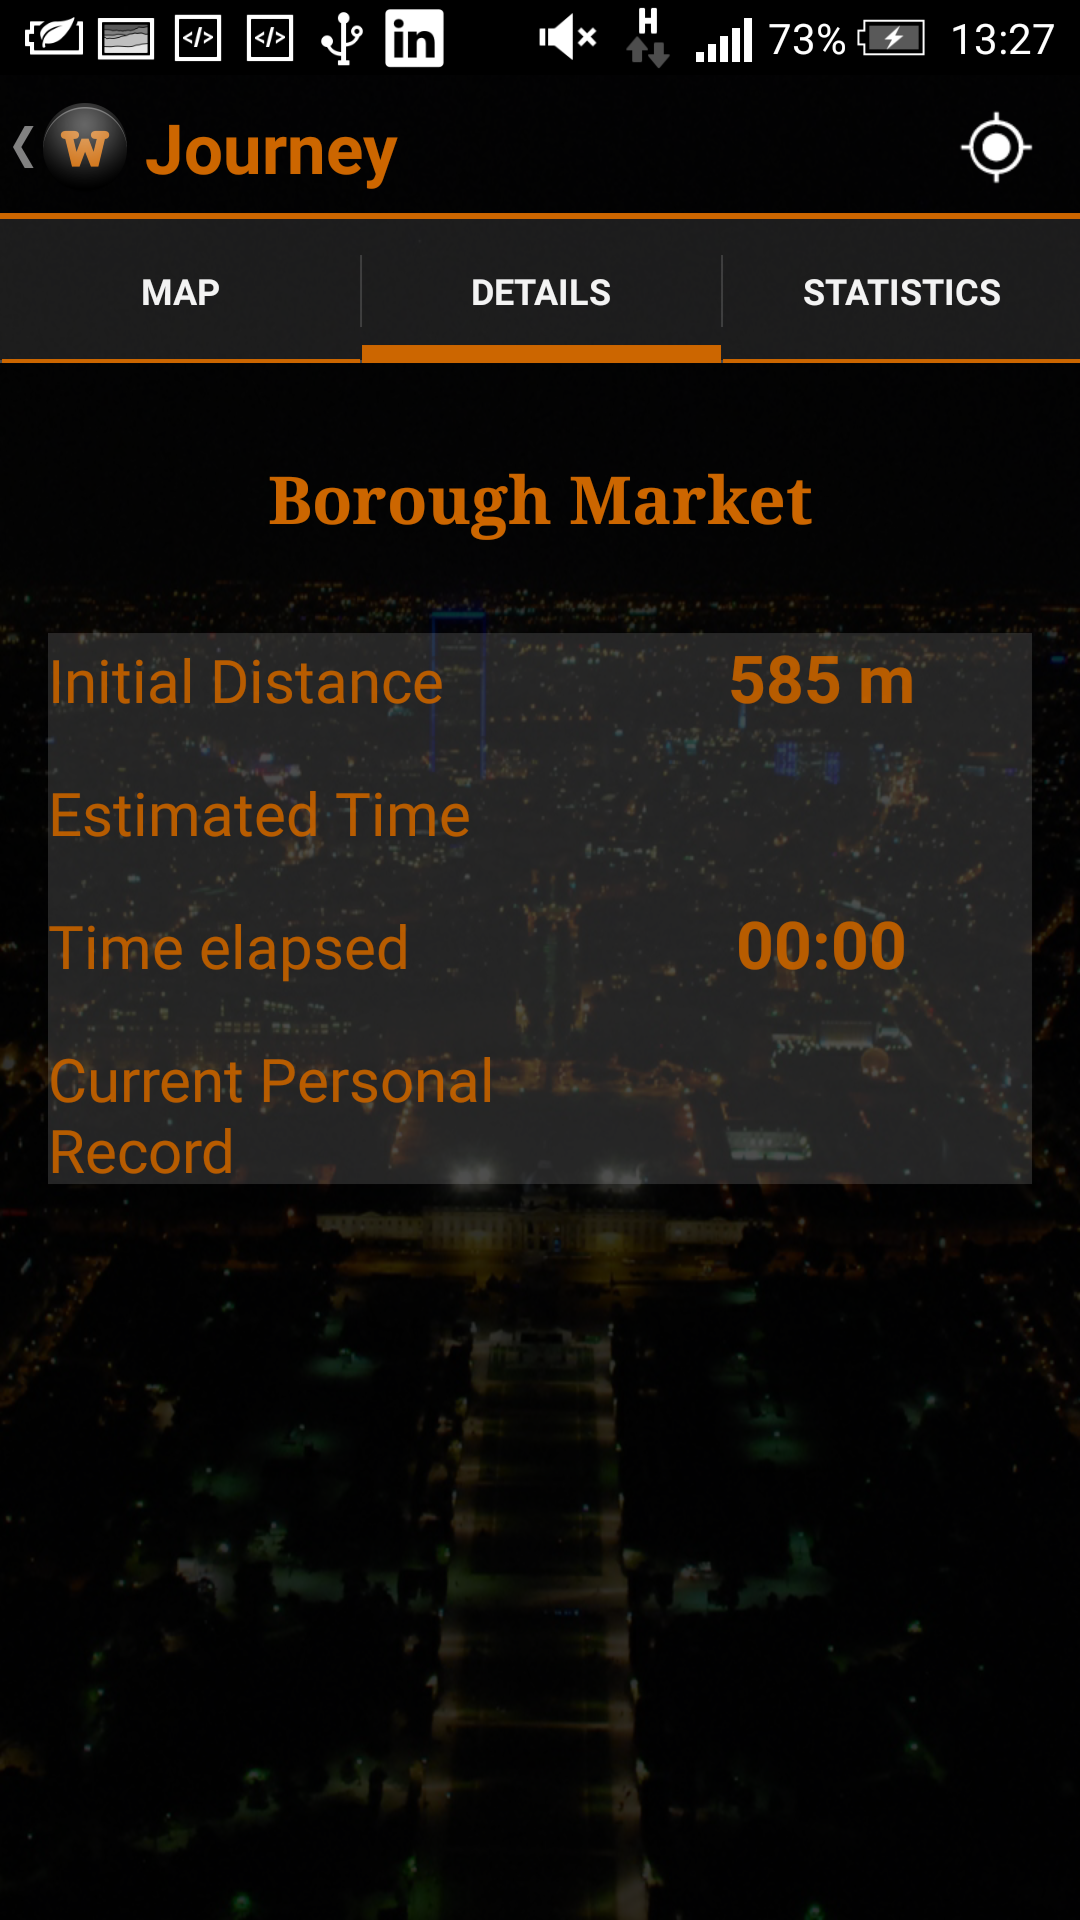 73% 13:27
W Journey
MAP DETAILS STATISTICS
Borough Market
Initial Distance 585 m
Estimated Time
Time elapsed 00:00
Current Personal
Record